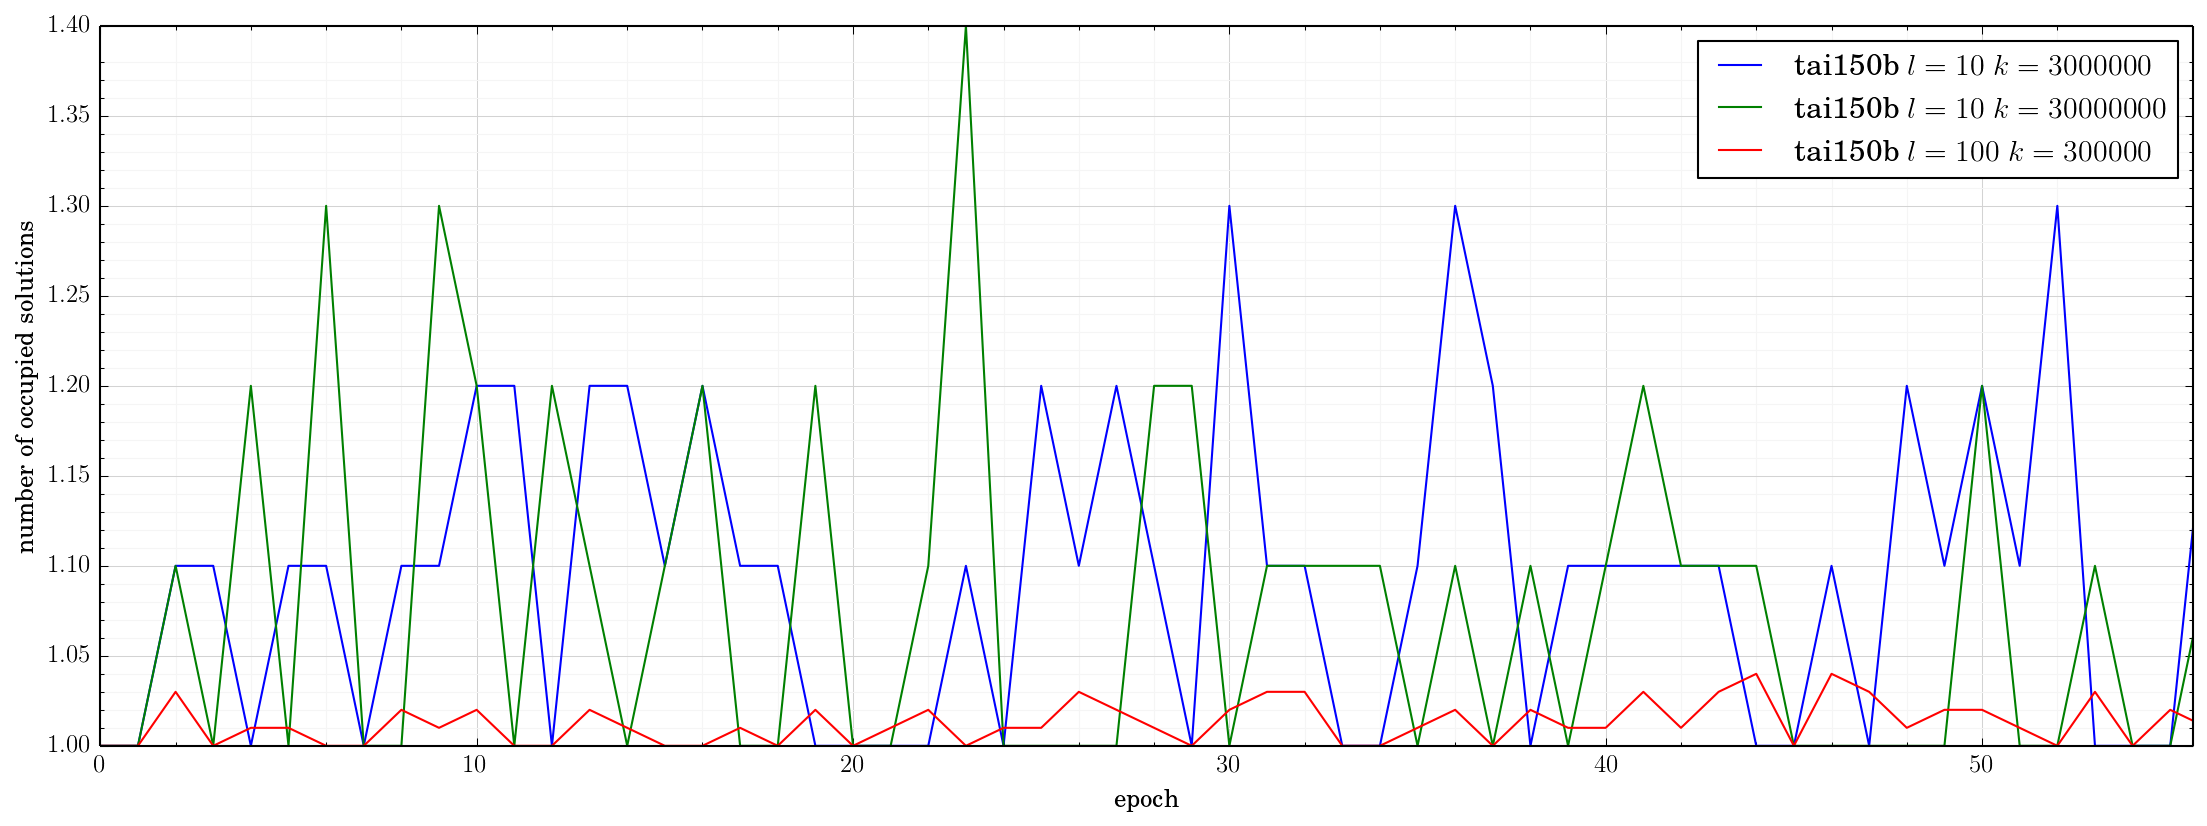 1.40
1.35
1.30
1.25
1.20
1.15
1.10
1.05
1.00
number of occupied solutions
tai150b l = 10 k = 3000000
tai150b l = 10 k = 30000000
tai150b l = 100 k = 300000
0 10 20 30 40 50
epoch